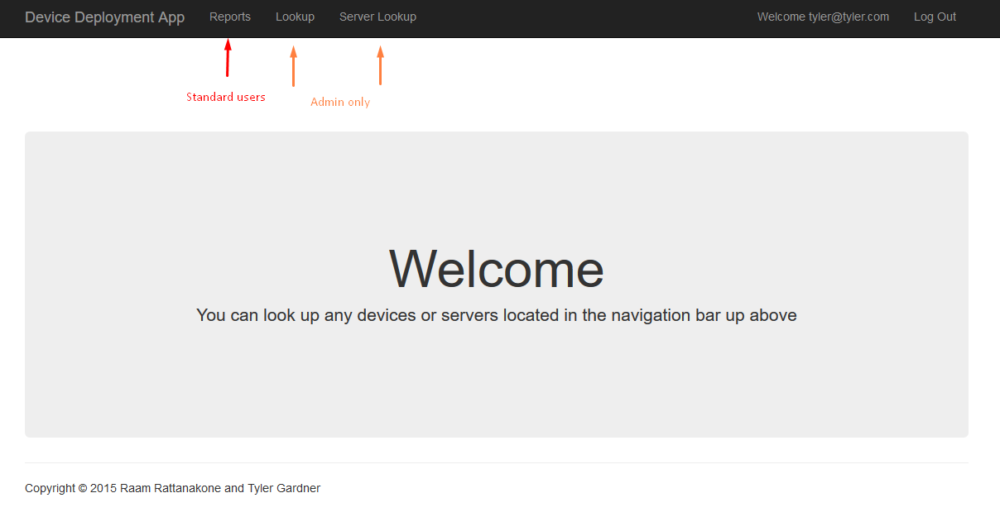 Device Deployment App Reports Lookup Server Lookup Welcome tyler@tyler.com Log Out
Standard users
Admin only
Welcome
You can look up any devices or servers located in the navigation bar up above
Copyright © 2015 Raam Rattanakone and Tyler Gardner